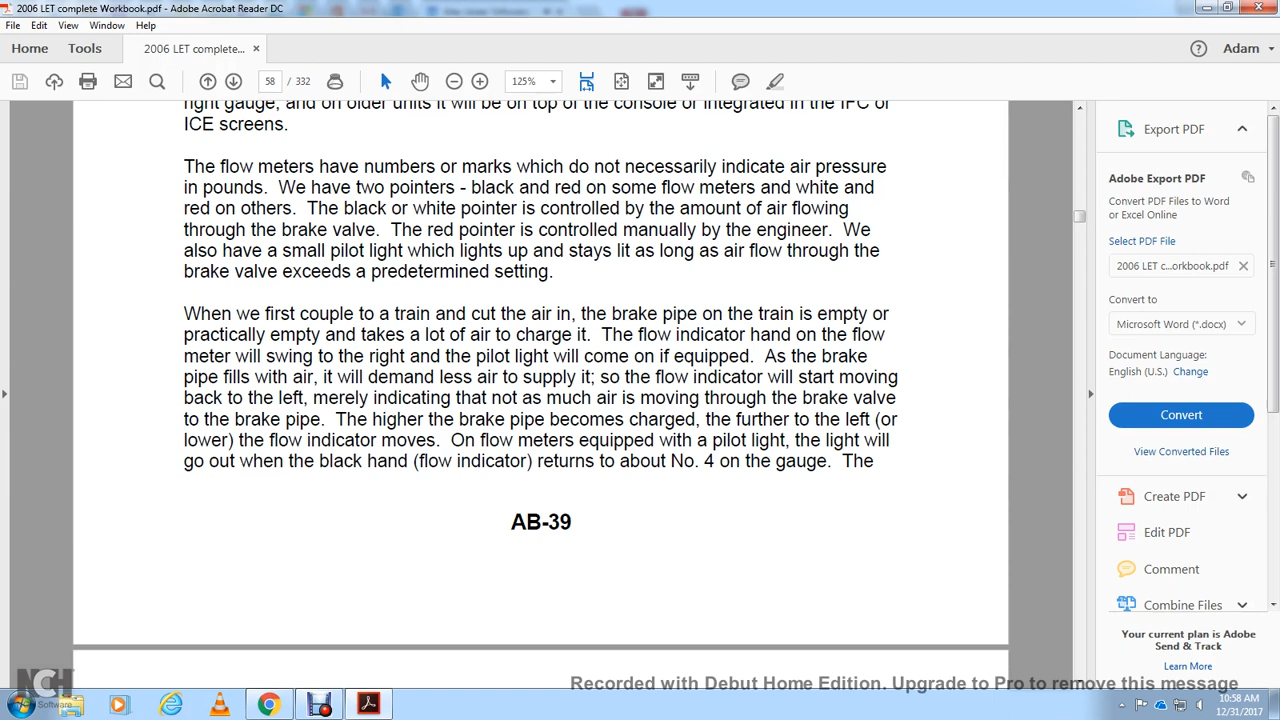 2006 LET complete Workbook.pdf - Adobe Acrobat Reader DC
File Edit View Window Help
Home Tools 2006 LET complete... × Adam
58 / 332 125%
right gauge, and on older units it will be on top of the console or integrated in the IFC or
ICE screens.
The flow meters have numbers or marks which do not necessarily indicate air pressure
in pounds. We have two pointers - black and red on some flow meters and white and
red on others. The black or white pointer is controlled by the amount of air flowing
through the brake valve. The red pointer is controlled manually by the engineer. We
also have a small pilot light which lights up and stays lit as long as air flow through the
brake valve exceeds a predetermined setting.
When we first couple to a train and cut the air in, the brake pipe on the train is empty or
practically empty and takes a lot of air to charge it. The flow indicator hand on the flow
meter will swing to the right and the pilot light will come on if equipped. As the brake
pipe fills with air, it will demand less air to supply it; so the flow indicator will start moving
back to the left, merely indicating that not as much air is moving through the brake valve
to the brake pipe. The higher the brake pipe becomes charged, the further to the left (or
lower) the flow indicator moves. On flow meters equipped with a pilot light, the light will
go out when the black hand (flow indicator) returns to about No. 4 on the gauge. The
AB-39
Export PDF
Adobe Export PDF
Convert PDF Files to Word
or Excel Online
Select PDF File
2006 LET c...orkbook.pdf ×
Convert to
Microsoft Word (*.docx)
Document Language:
English (U.S.) Change
Convert
View Converted Files
Create PDF
Edit PDF
Comment
Combine Files
Your current plan is Adobe
Send & Track
Learn More
NCH
Software
Recorded with Debut Home Edition. Upgrade to Pro to remove this message
10:58 AM
12/31/2017